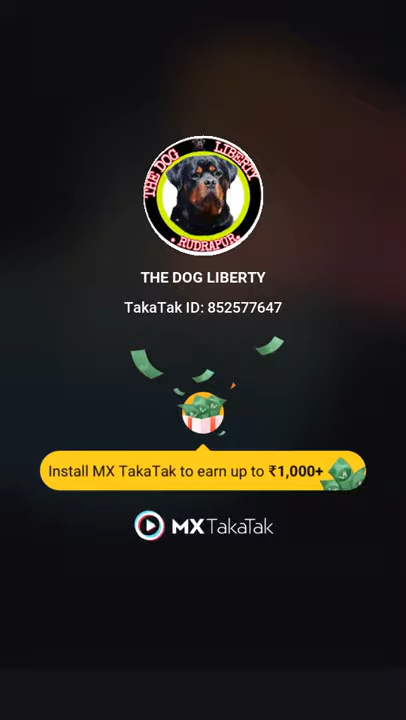 THE DOG LIBERTY
RUDRAPUR
THE DOG LIBERTY
TakaTak ID: 852577647
Install MX TakaTak to earn up to ₹1,000+
MX TakaTak